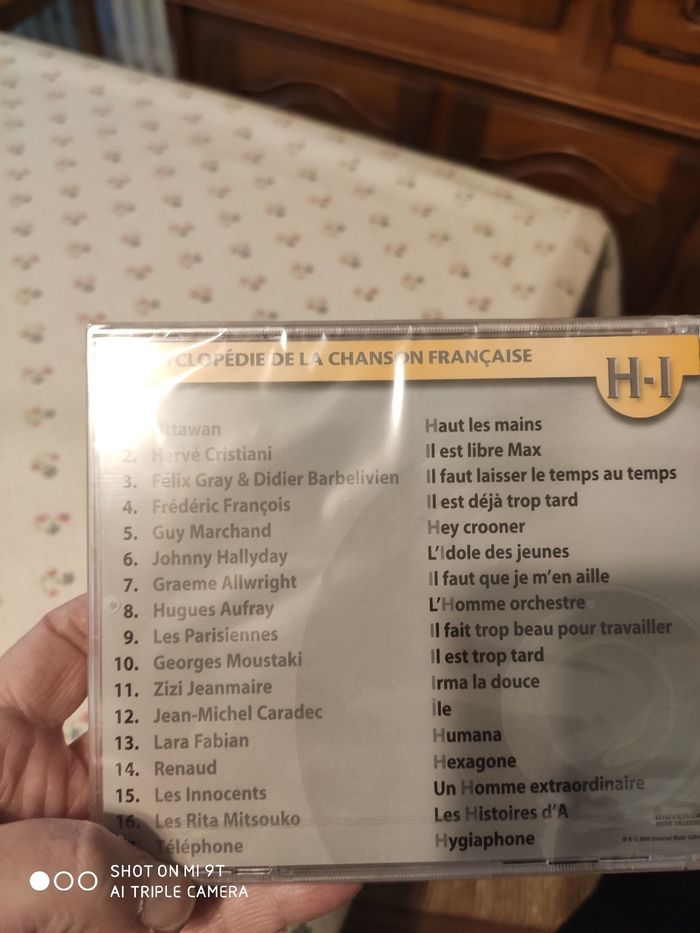 CLOPÉDIE DE LA CHANSON FRANÇAISE
H-I
Ottawan Haut les mains
2. Hervé Cristiani Il est libre Max
3. Félix Gray & Didier Barbelivien Il faut laisser le temps au temps
4. Frédéric François Il est déjà trop tard
5. Guy Marchand Hey crooner
6. Johnny Hallyday L'Idole des jeunes
7. Graeme Allwright Il faut que je m'en aille
8. Hugues Aufray L'Homme orchestre
9. Les Parisiennes Il fait trop beau pour travailler
10. Georges Moustaki Il est trop tard
11. Zizi Jeanmaire Irma la douce
12. Jean-Michel Caradec Île
13. Lara Fabian Humana
14. Renaud Hexagone
15. Les Innocents Un Homme extraordinaire
16. Les Rita Mitsouko Les Histoires d'A
Téléphone Hygiaphone
SHOT ON MI 9T
AI TRIPLE CAMERA